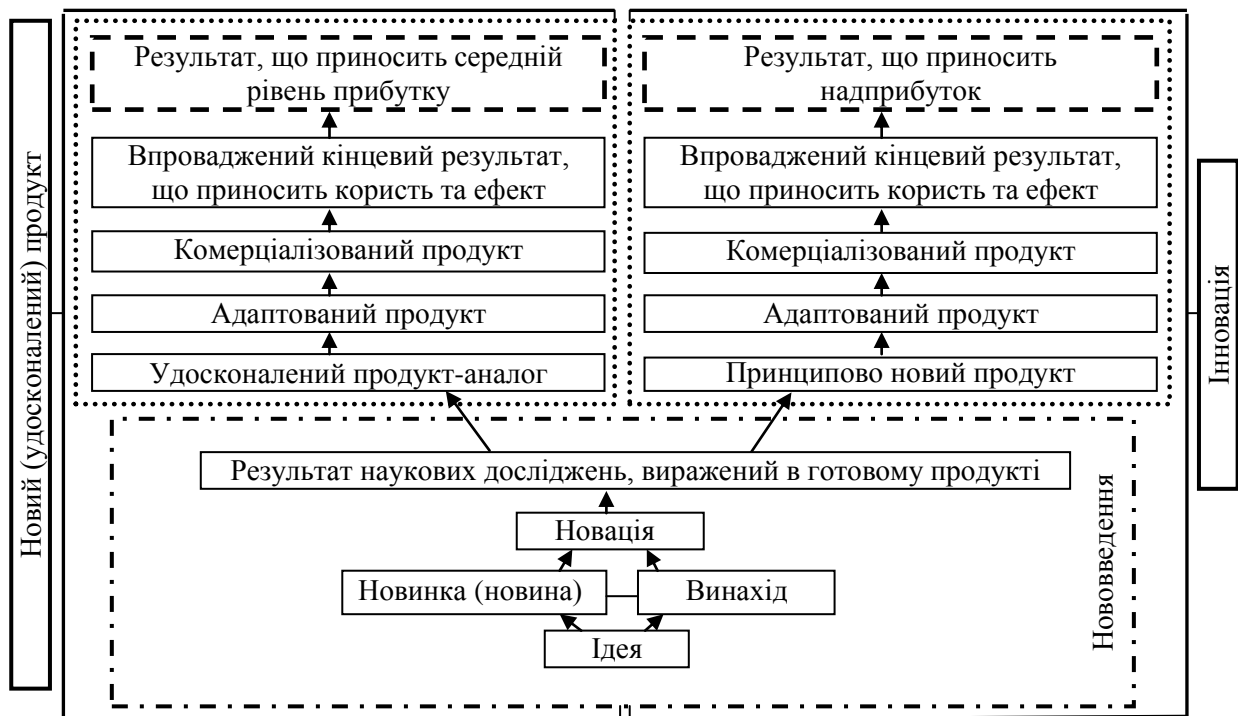 Новий (удосконалений) продукт
Результат, що приносить середній
рівень прибутку
Впроваджений кінцевий результат,
що приносить користь та ефект
Комерціалізований продукт
Адаптований продукт
Удосконалений продукт-аналог
Результат, що приносить
надприбуток
Впроваджений кінцевий результат,
що приносить користь та ефект
Комерціалізований продукт
Адаптований продукт
Принципово новий продукт
Інновація
Результат наукових досліджень, виражений в готовому продукті
Новація
Новинка (новина)
Винахід
Ідея
Нововведення